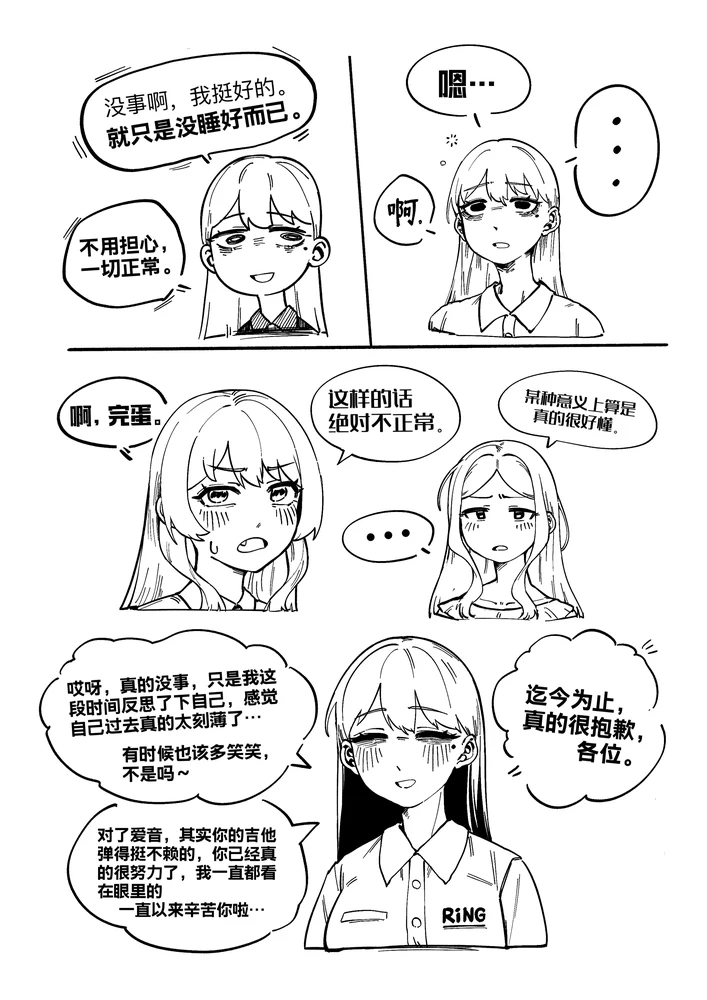 没事啊，我挺好的。
就只是没睡好而已。
不用担心，
一切正常。
嗯…
...
啊.
啊，完蛋。
这样的话
绝对不正常。
某种意义上算是
真的很好懂。
...
哎呀，真的没事，只是我这
段时间反思了下自己，感觉
自己过去真的太刻薄了…
有时候也该多笑笑，
不是吗~
迄今为止，
真的很抱歉，
各位。
对了爱音，其实你的吉他
弹得挺不赖的，你已经真
的很努力了，我一直都看
在眼里的
一直以来辛苦你啦…
RiNG